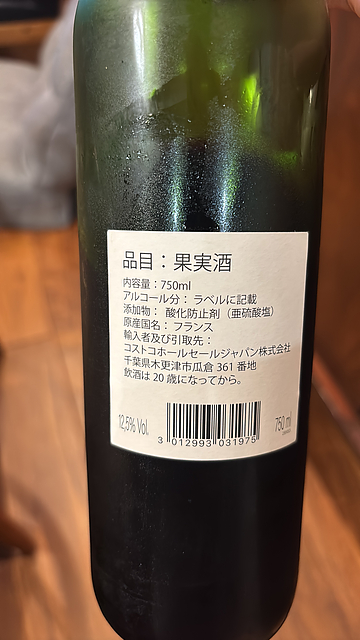 品目：果実酒
内容量：750ml
アルコール分： ラベルに記載
添加物： 酸化防止剤（亜硫酸塩）
原産国名： フランス
輸入者及び引取先：
コストコホールセールジャパン株式会社
千葉県木更津市瓜倉 361 番地
飲酒は 20 歳になってから。
12,5% Vol.
3 012993 031975
750 ml